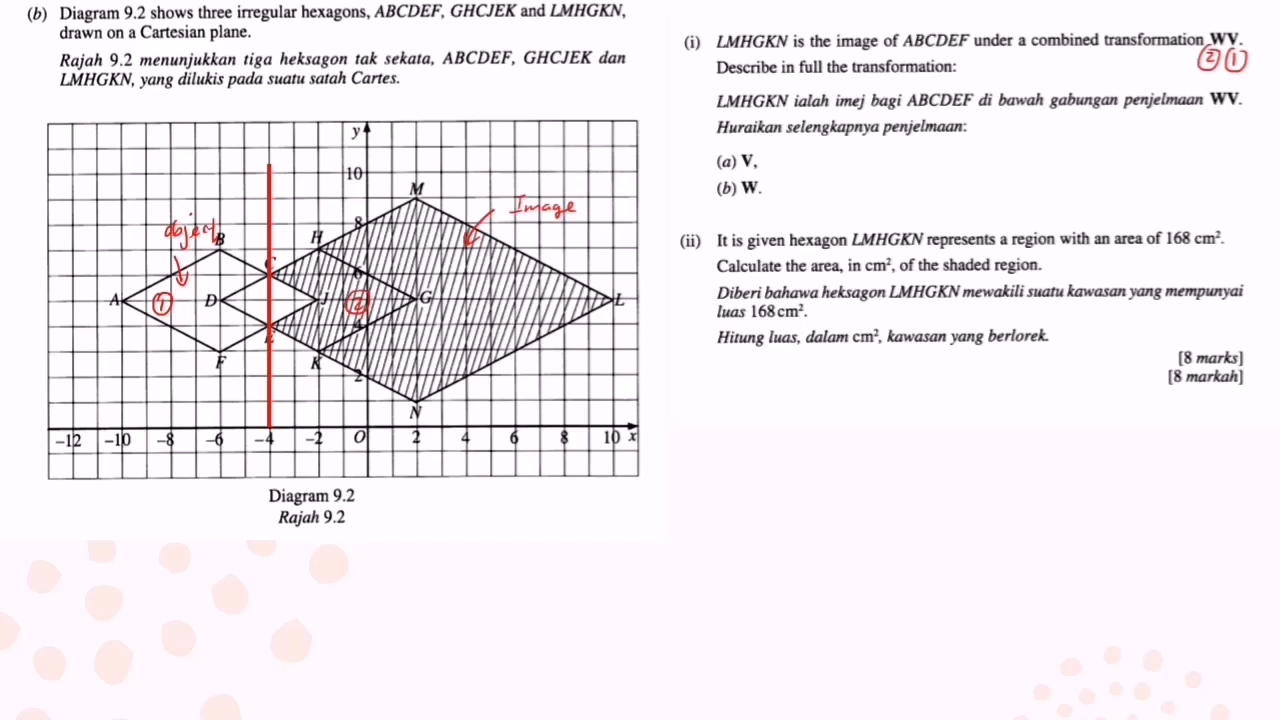 (b) Diagram 9.2 shows three irregular hexagons, ABCDEF, GHCJEK and LMHGKN,
drawn on a Cartesian plane.
Rajah 9.2 menunjukkan tiga heksagon tak sekata, ABCDEF, GHCJEK dan
LMHGKN, yang dilukis pada suatu satah Cartes.
y
10
M
Image
object
B
H
8
C
6
A
①
D
J
②
G
L
4
E
F
K
2
N
−12 −10 −8 −6 −4 −2 O 2 4 6 8 10 x
Diagram 9.2
Rajah 9.2
(i) LMHGKN is the image of ABCDEF under a combined transformation WV.
② ①
Describe in full the transformation:
LMHGKN ialah imej bagi ABCDEF di bawah gabungan penjelmaan WV.
Huraikan selengkapnya penjelmaan:
(a) V,
(b) W.
(ii) It is given hexagon LMHGKN represents a region with an area of 168 cm².
Calculate the area, in cm², of the shaded region.
Diberi bahawa heksagon LMHGKN mewakili suatu kawasan yang mempunyai
luas 168 cm².
Hitung luas, dalam cm², kawasan yang berlorek.
[8 marks]
[8 markah]